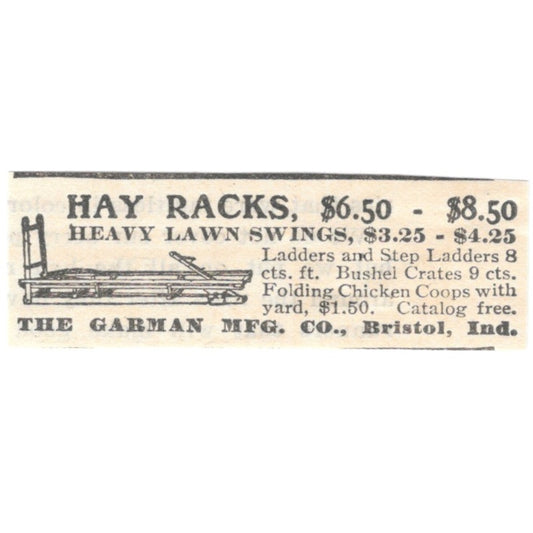 HAY RACKS, $6.50 - $8.50
HEAVY LAWN SWINGS, $3.25 - $4.25
Ladders and Step Ladders 8
cts. ft. Bushel Crates 9 cts.
Folding Chicken Coops with
yard, $1.50. Catalog free.
THE GARMAN MFG. CO., Bristol, Ind.